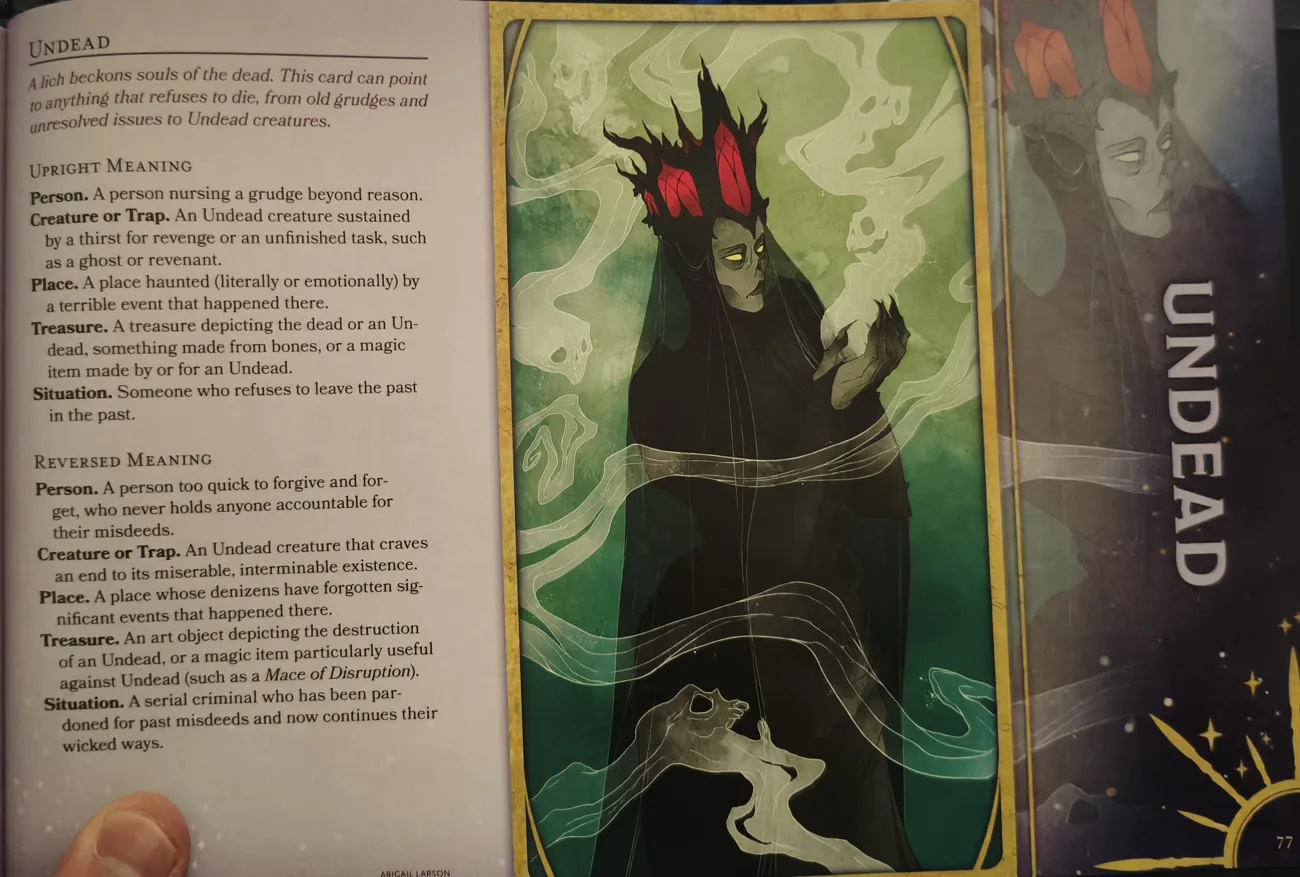 UNDEAD
A lich beckons souls of the dead. This card can point
to anything that refuses to die, from old grudges and
unresolved issues to Undead creatures.
UPRIGHT MEANING
Person. A person nursing a grudge beyond reason.
Creature or Trap. An Undead creature sustained
by a thirst for revenge or an unfinished task, such
as a ghost or revenant.
Place. A place haunted (literally or emotionally) by
a terrible event that happened there.
Treasure. A treasure depicting the dead or an Un-
dead, something made from bones, or a magic
item made by or for an Undead.
Situation. Someone who refuses to leave the past
in the past.
REVERSED MEANING
Person. A person too quick to forgive and for-
get, who never holds anyone accountable for
their misdeeds.
Creature or Trap. An Undead creature that craves
an end to its miserable, interminable existence.
Place. A place whose denizens have forgotten sig-
nificant events that happened there.
Treasure. An art object depicting the destruction
of an Undead, or a magic item particularly useful
against Undead (such as a Mace of Disruption).
Situation. A serial criminal who has been par-
doned for past misdeeds and now continues their
wicked ways.
ABIGAIL LARSON
UNDEAD
77